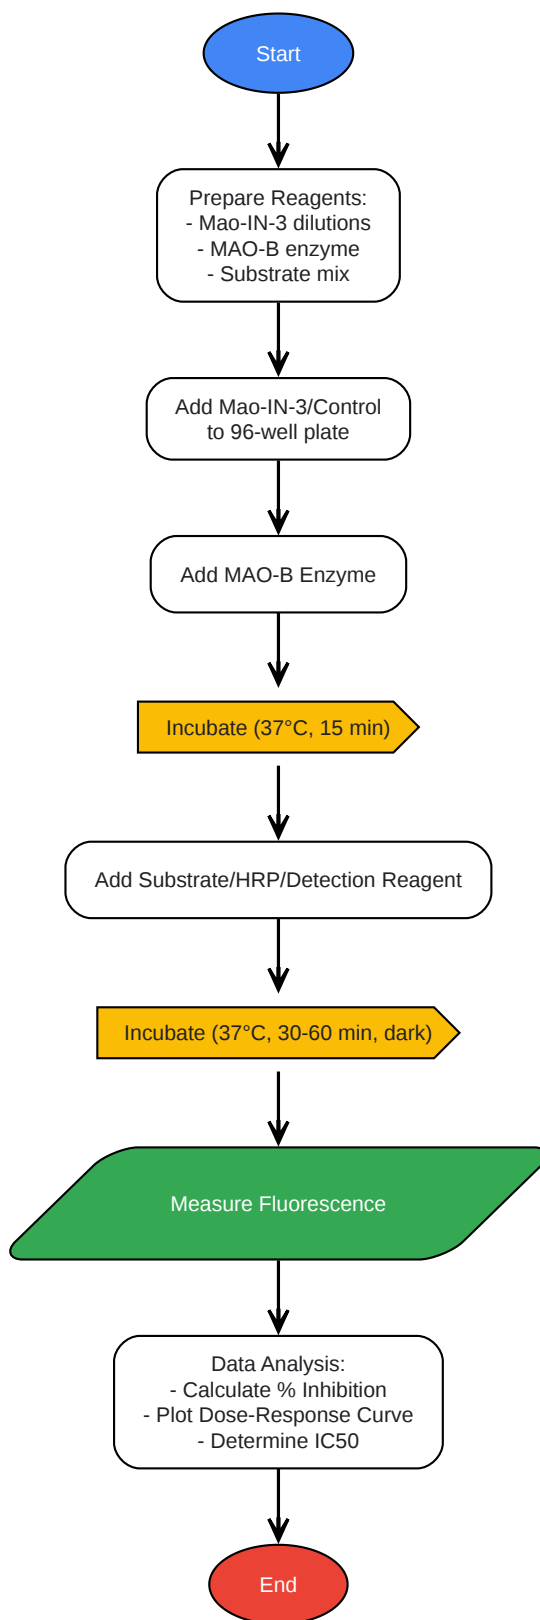 Start
Prepare Reagents:
- Mao-IN-3 dilutions
- MAO-B enzyme
- Substrate mix
Add Mao-IN-3/Control
to 96-well plate
Add MAO-B Enzyme
Incubate (37°C, 15 min)
Add Substrate/HRP/Detection Reagent
Incubate (37°C, 30-60 min, dark)
Measure Fluorescence
Data Analysis:
- Calculate % Inhibition
- Plot Dose-Response Curve
- Determine IC50
End